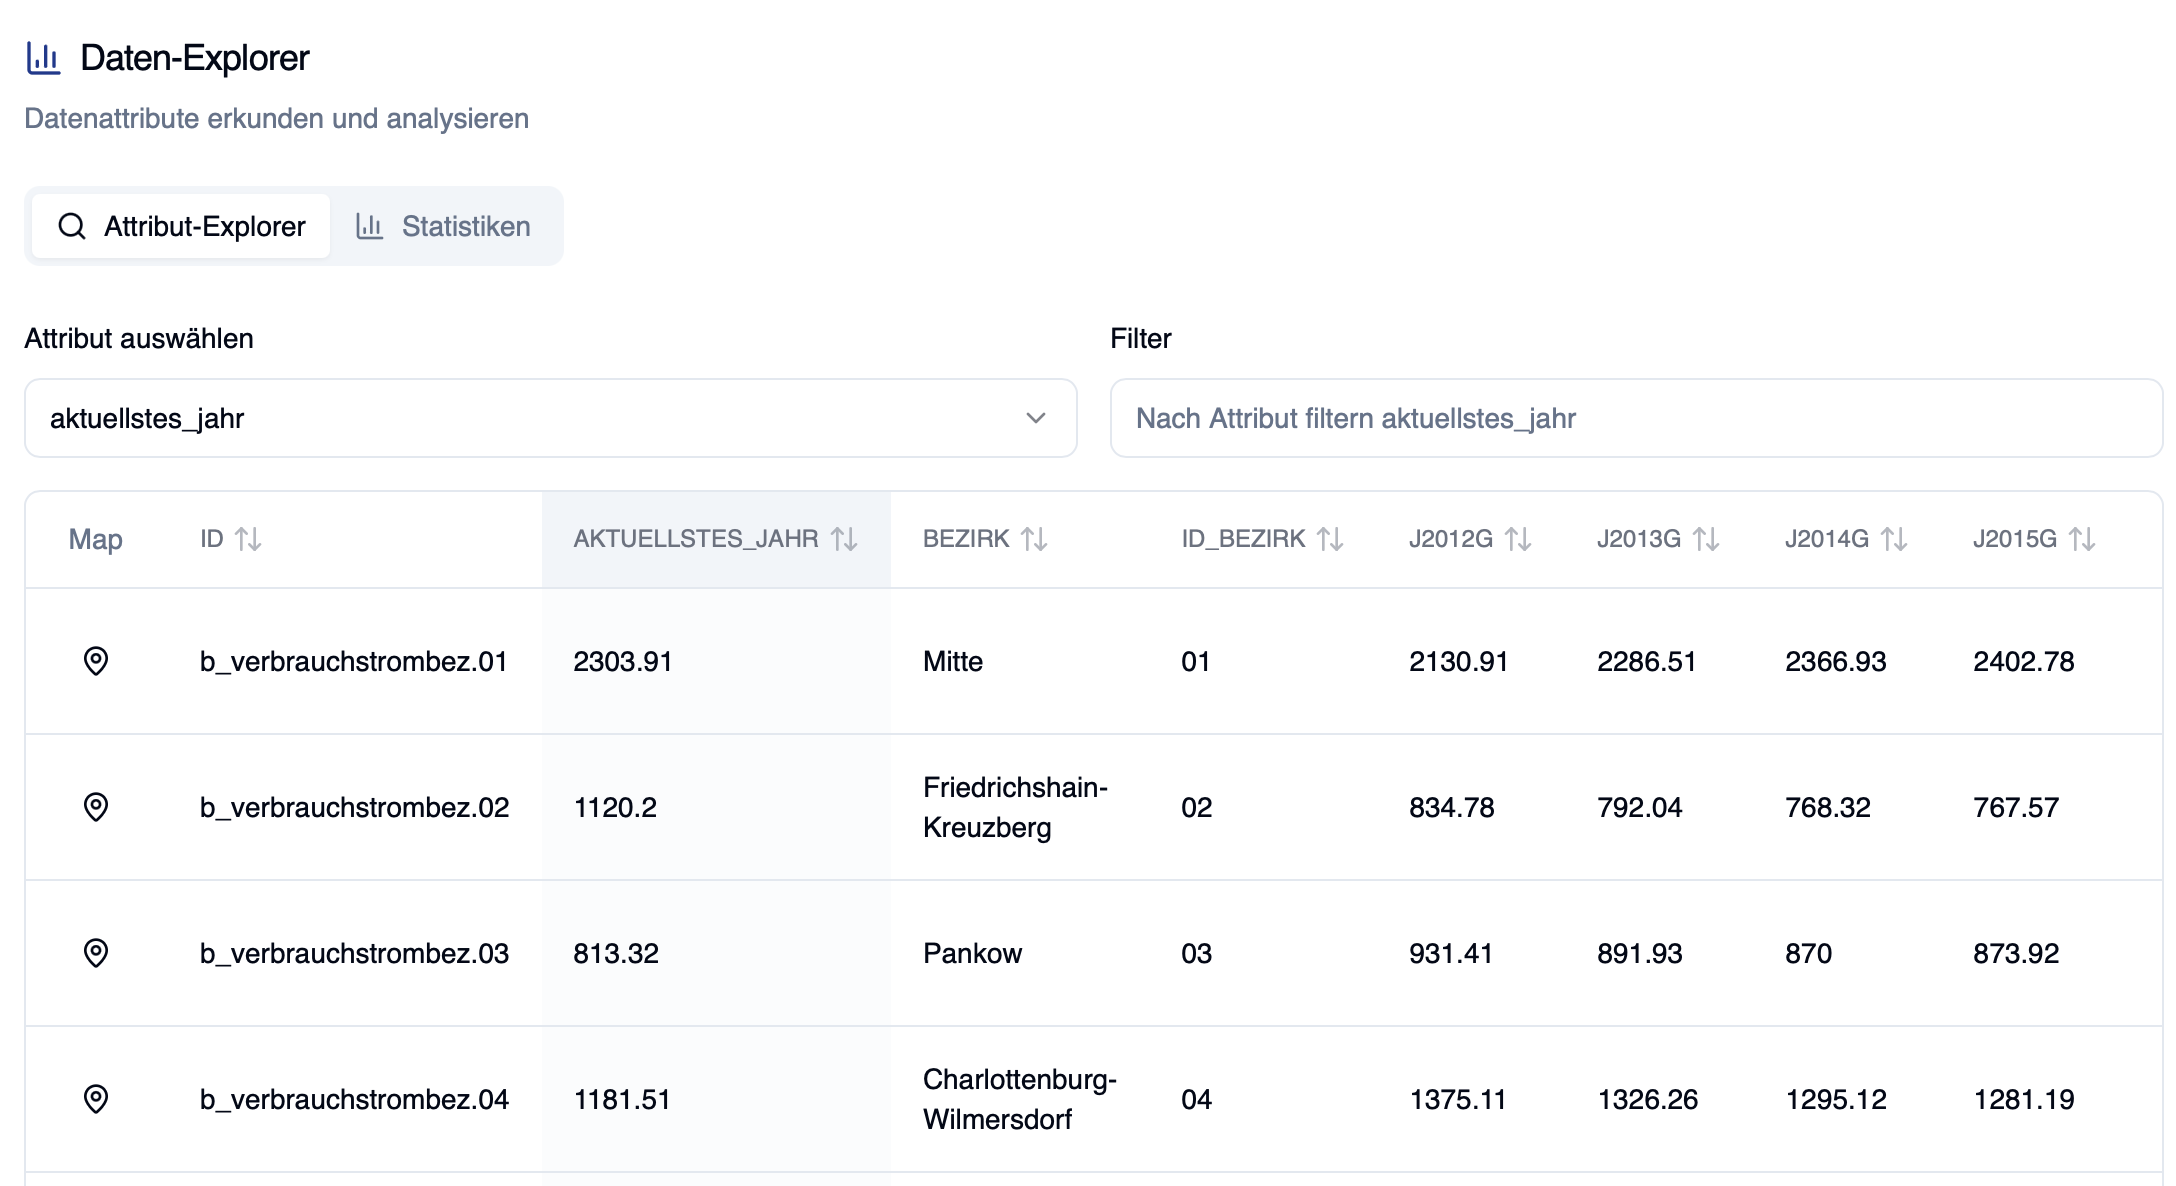 Daten-Explorer
Datenattribute erkunden und analysieren
Attribut-Explorer Statistiken
Attribut auswählen Filter
aktuellstes_jahr Nach Attribut filtern aktuellstes_jahr
Map ID AKTUELLSTES_JAHR BEZIRK ID_BEZIRK J2012G J2013G J2014G J2015G
b_verbrauchstrombez.01 2303.91 Mitte 01 2130.91 2286.51 2366.93 2402.78
b_verbrauchstrombez.02 1120.2 Friedrichshain-
Kreuzberg 02 834.78 792.04 768.32 767.57
b_verbrauchstrombez.03 813.32 Pankow 03 931.41 891.93 870 873.92
b_verbrauchstrombez.04 1181.51 Charlottenburg-
Wilmersdorf 04 1375.11 1326.26 1295.12 1281.19